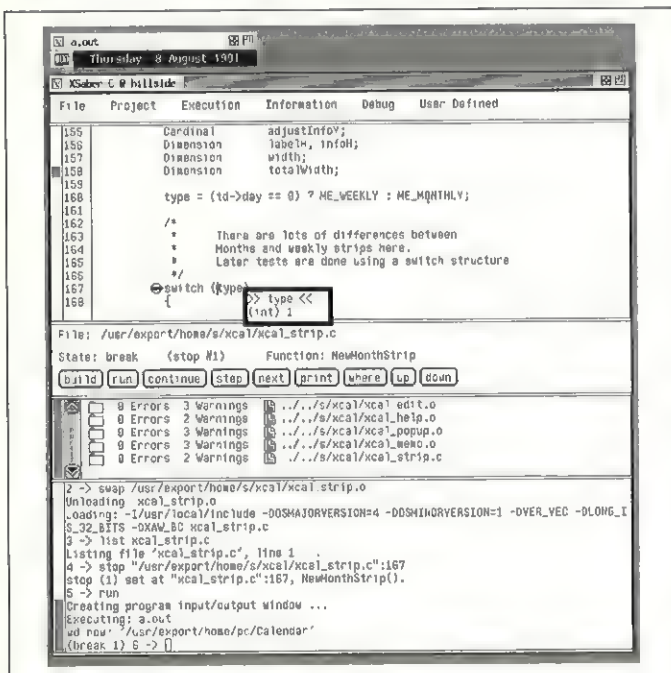 a.out
Thursday 8 August 1991
XSaber C @ hillside
File Project Execution Information Debug User Defined
155 Cardinal adjustInfoY;
156 Dimension labelH, infoH;
157 Dimension width;
158 Dimension totalWidth;
159
160 type = (td->day == 0) ? ME_WEEKLY : ME_MONTHLY;
161
162 /*
163 * There are lots of differences between
164 * Months and weekly strips here.
165 * Later tests are done using a switch structure
166 */
167 switch (type)
168 {
>> type <<
(int) 1
File: /usr/export/home/s/xcal/xcal_strip.c
State: break (stop #1) Function: NewMonthStrip
build run continue step next print where up down
0 Errors 3 Warnings ../../s/xcal/xcal_edit.o
0 Errors 2 Warnings ../../s/xcal/xcal_help.o
0 Errors 3 Warnings ../../s/xcal/xcal_popup.o
0 Errors 3 Warnings ../../s/xcal/xcal_memo.o
0 Errors 2 Warnings ../../s/xcal/xcal_strip.c
2 -> swap /usr/export/home/s/xcal/xcal_strip.o
Unloading xcal_strip.o
Loading: -I/usr/local/include -DOSMAJORVERSION=4 -DOSMINORVERSION=1 -DVER_VEC -DLONG_I
S_32_BITS -DXAW_BC xcal_strip.c
3 -> list xcal_strip.c
Listing file 'xcal_strip.c', line 1 .
4 -> stop "/usr/export/home/s/xcal/xcal_strip.c":167
stop (1) set at "xcal_strip.c":167, NewMonthStrip().
5 -> run
Creating program input/output window ...
Executing: a.out
wd now: '/usr/export/home/pc/Calendar'
(break 1) 6 ->